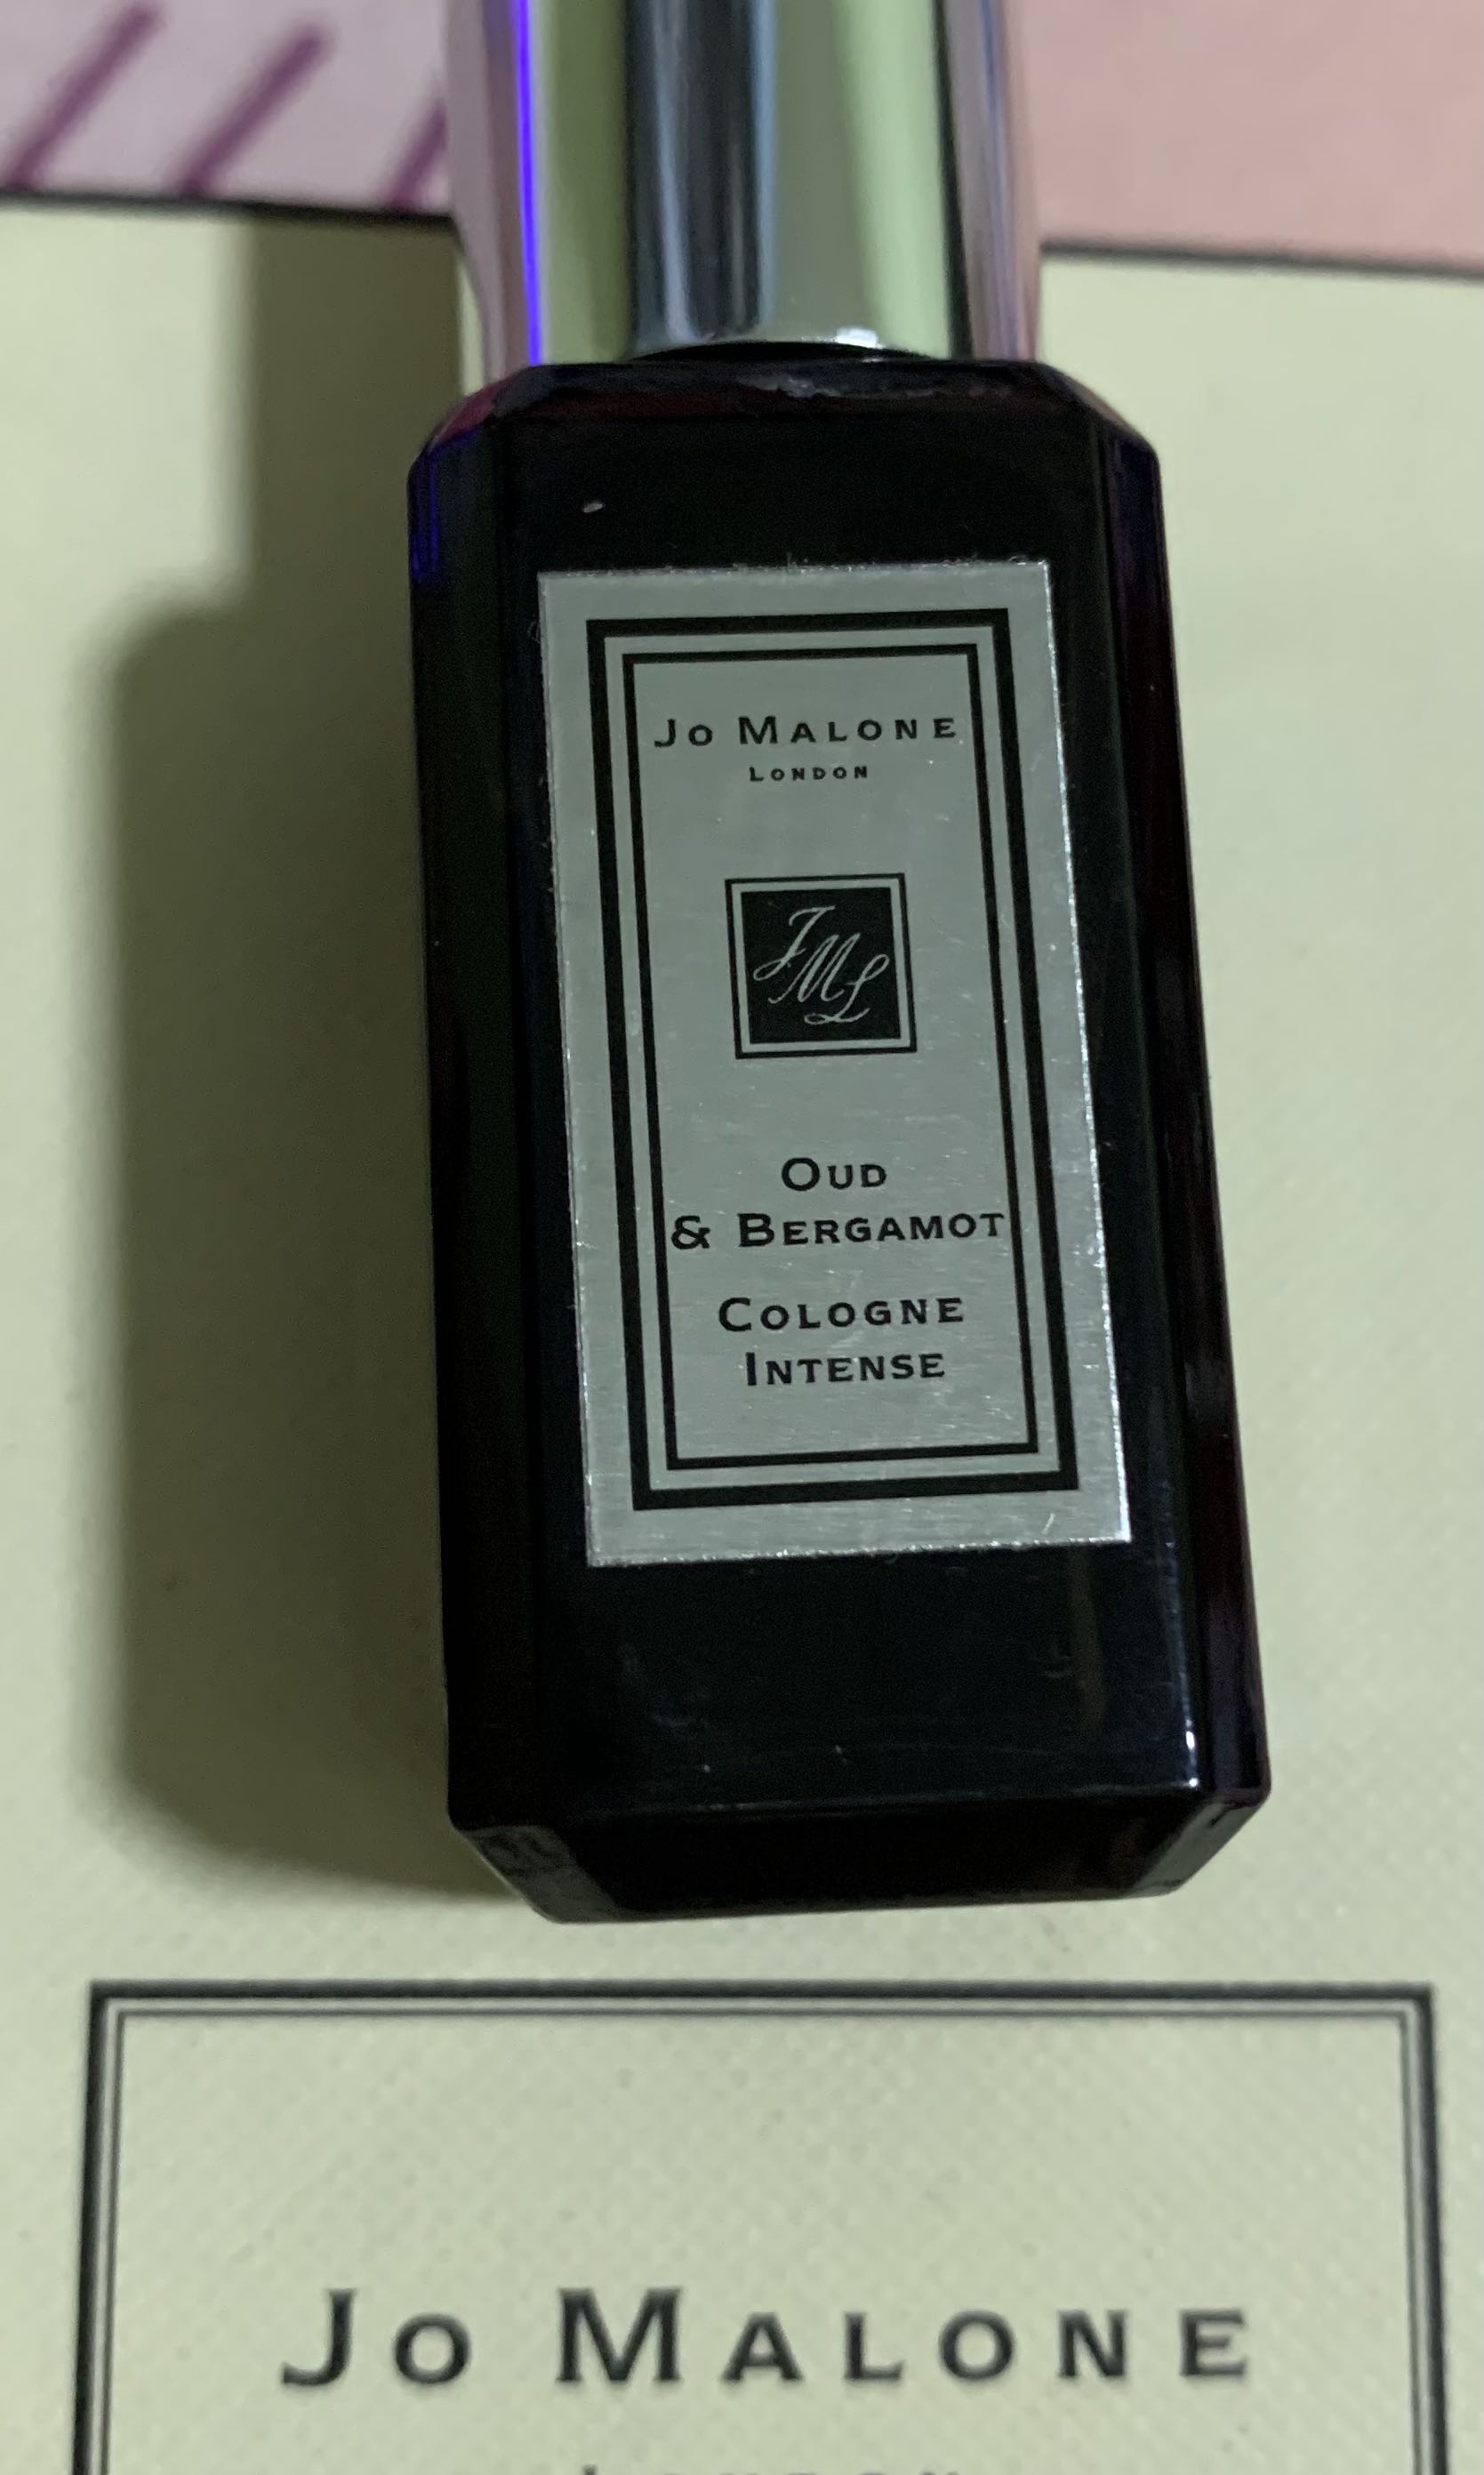 Jo Malone
London
JML
Oud
& Bergamot
Cologne
Intense
Jo Malone